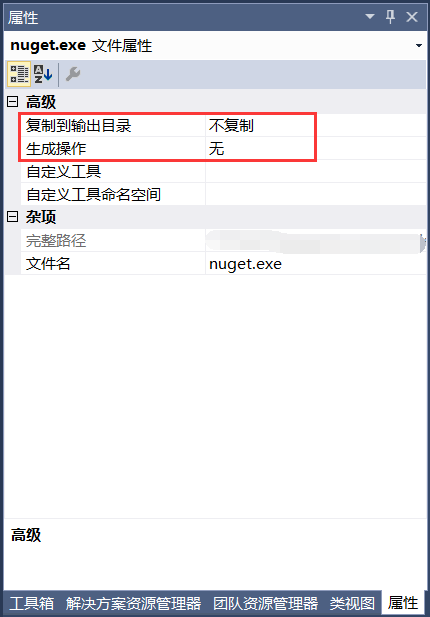 属性
nuget.exe 文件属性
高级
复制到输出目录 不复制
生成操作 无
自定义工具
自定义工具命名空间
杂项
完整路径
文件名 nuget.exe
高级
工具箱 解决方案资源管理器 团队资源管理器 类视图 属性